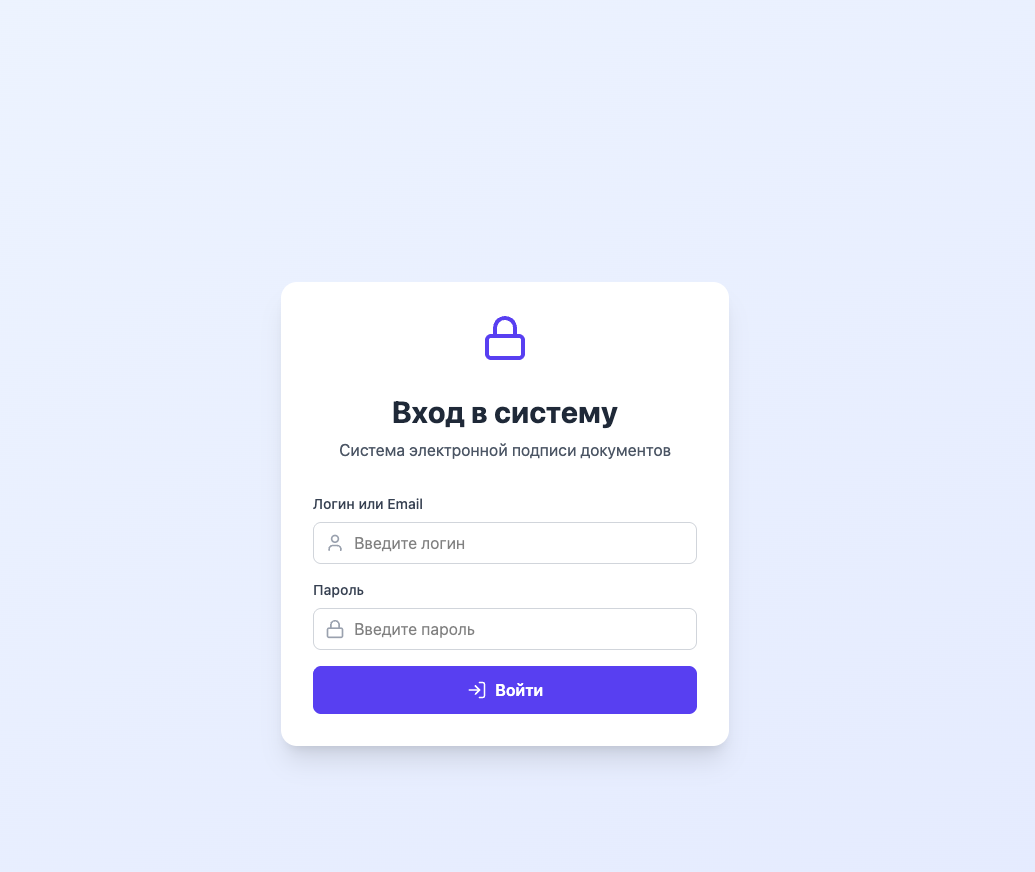 Вход в систему
Система электронной подписи документов
Логин или Email
Введите логин
Пароль
Введите пароль
Войти